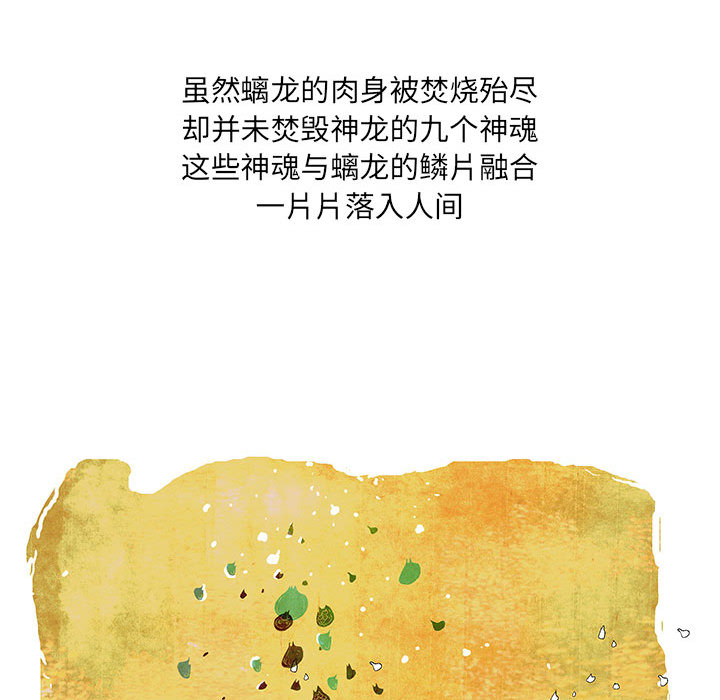 虽然螭龙的肉身被焚烧殆尽
却并未焚毁神龙的九个神魂
这些神魂与螭龙的鳞片融合
一片片落入人间